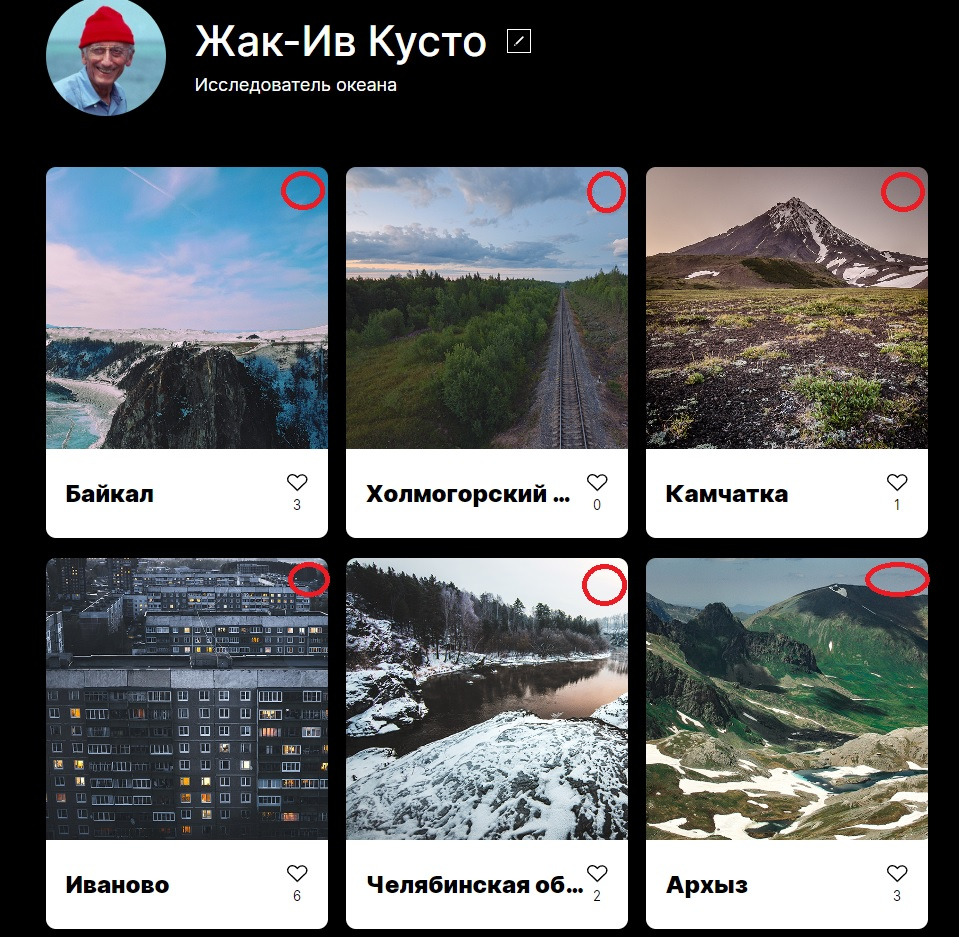 Жак-Ив Кусто
Исследователь океана
Байкал
3
Холмогорский ...
0
Камчатка
1
Иваново
6
Челябинская об...
2
Архыз
3